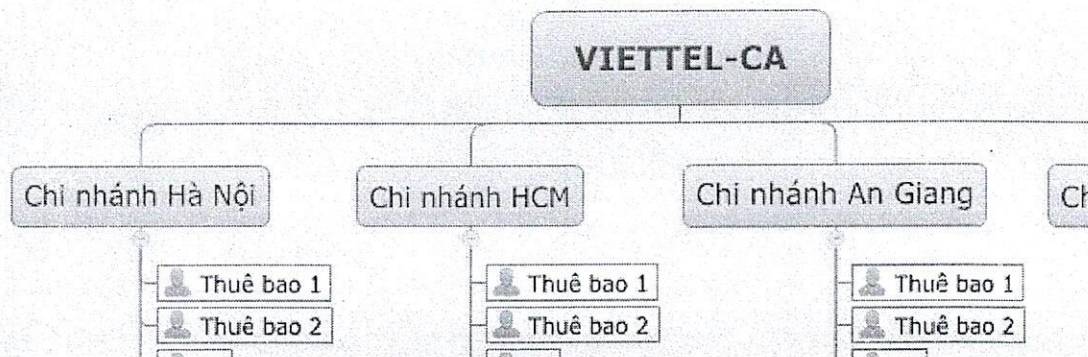 VIETTEL-CA
Chi nhánh Hà Nội
Chi nhánh HCM
Chi nhánh An Giang
Ch
Thuê bao 1
Thuê bao 1
Thuê bao 1
Thuê bao 2
Thuê bao 2
Thuê bao 2